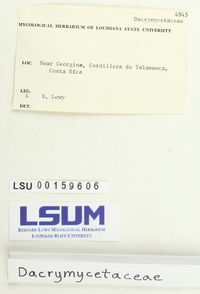 4945
Dacrymycetaceae
MYCOLOGICAL HERBARIUM OF LOUISIANA STATE UNIVERSITY
LOC. Near Georgina, Cordillera de Talamanca,
Costa Rica
LEG.
& B. Lowy
DET.
LSU 00159606
LSUM
BERNARD LOWY MYCOLOGICAL HERBARIUM
LOUISIANA STATE UNIVERSITY
Dacrymycetaceae